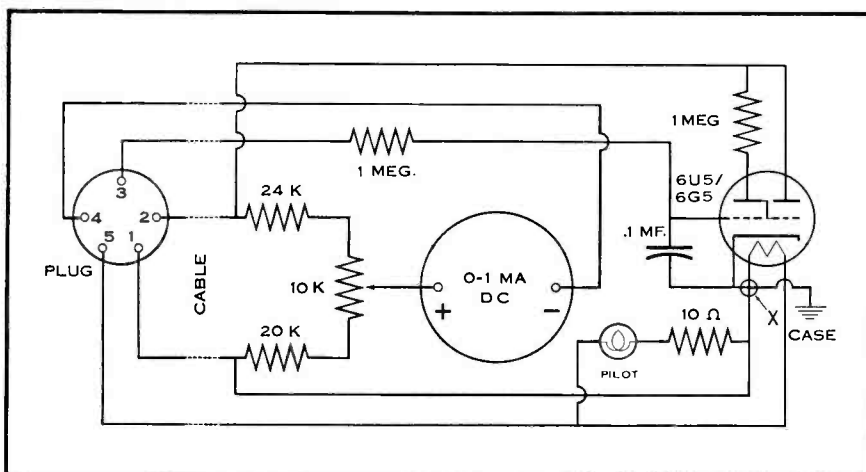 1 MEG
1 MEG.
6U5/
6G5
3
4
2
5
1
PLUG
CABLE
24 K
10 K
20 K
0-1 MA
DC
+
−
.1 MF.
10 Ω
X
CASE
PILOT